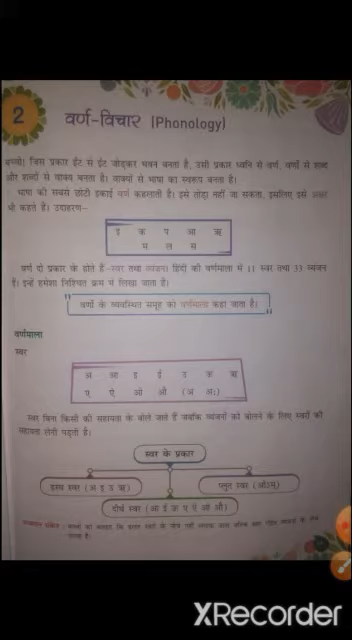 2
वर्ण-विचार (Phonology)
बच्चो! जिस प्रकार ईंट से ईंट जोड़कर भवन बनता है, उसी प्रकार ध्वनि से वर्ण, वर्णों से शब्द
और शब्दों से वाक्य बनता है। वाक्यों से भाषा का स्वरूप बनता है।
भाषा की सबसे छोटी इकाई वर्ण कहलाती है। इसे तोड़ा नहीं जा सकता, इसलिए इसे अक्षर
भी कहते हैं। उदाहरण–
इ क प आ ऋ
म ल स
वर्ण दो प्रकार के होते हैं–स्वर तथा व्यंजन। हिंदी की वर्णमाला में 11 स्वर तथा 33 व्यंजन
हैं। इन्हें हमेशा निश्चित क्रम में लिखा जाता है।
वर्णों के व्यवस्थित समूह को वर्णमाला कहा जाता है।
वर्णमाला
स्वर
अ आ इ ई उ ऊ ऋ
ए ऐ ओ औ (अं अः)
स्वर बिना किसी की सहायता के बोले जाते हैं जबकि व्यंजनों को बोलने के लिए स्वरों की
सहायता लेनी पड़ती है।
स्वर के प्रकार
ह्रस्व स्वर (अ इ उ ऋ)
प्लुत स्वर (ओ३म्)
दीर्घ स्वर (आ ई ऊ ए ऐ ओ औ)
XRecorder